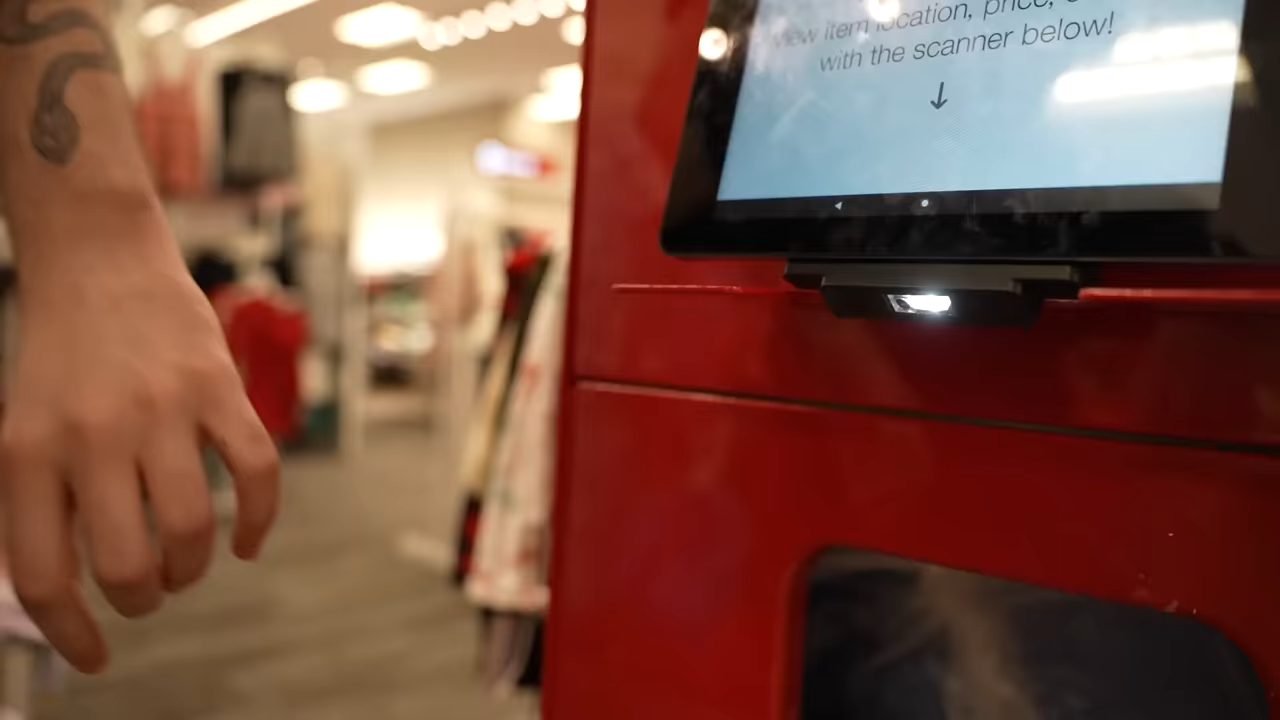 view item location, price,
with the scanner below!